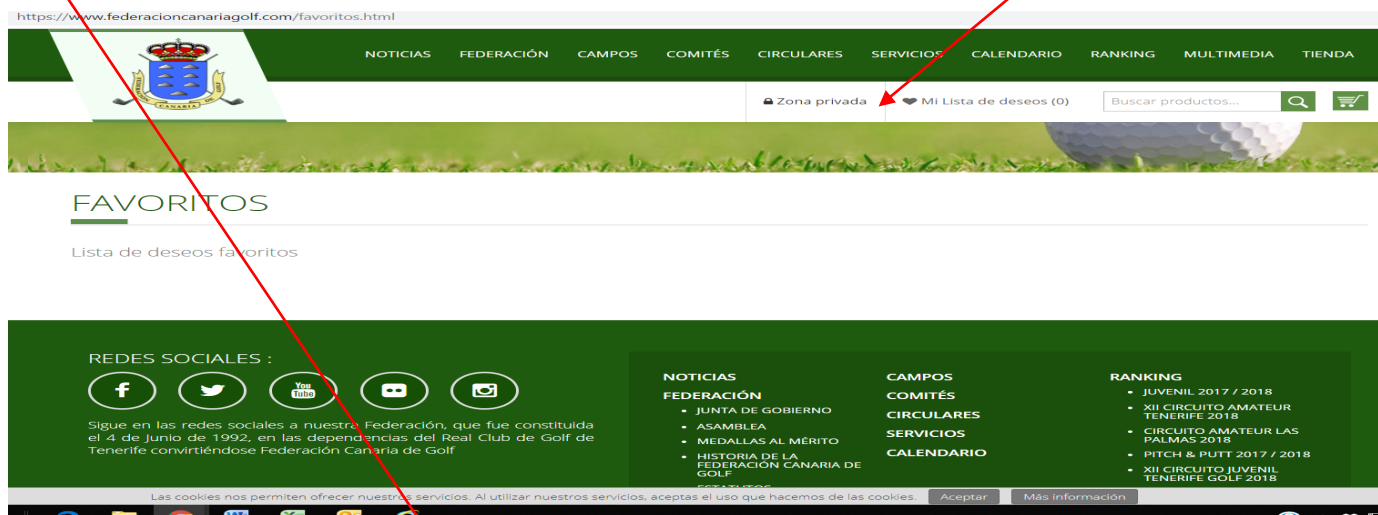 https://www.federacioncanariagolf.com/favoritos.html
NOTICIAS FEDERACIÓN CAMPOS COMITÉS CIRCULARES SERVICIOS CALENDARIO RANKING MULTIMEDIA TIENDA
CANARIA
Zona privada Mi Lista de deseos (0) Buscar productos...
FAVORITOS
Lista de deseos favoritos
REDES SOCIALES :
You Tube
Sigue en las redes sociales a nuestra Federación, que fue constituida
el 4 de Junio de 1992, en las dependencias del Real Club de Golf de
Tenerife convirtiéndose Federación Canaria de Golf
NOTICIAS
FEDERACIÓN
JUNTA DE GOBIERNO
ASAMBLEA
MEDALLAS AL MÉRITO
HISTORIA DE LA
FEDERACIÓN CANARIA DE
GOLF
ESTATUTOS
CAMPOS
COMITÉS
CIRCULARES
SERVICIOS
CALENDARIO
RANKING
JUVENIL 2017 / 2018
XII CIRCUITO AMATEUR
TENERIFE 2018
CIRCUITO AMATEUR LAS
PALMAS 2018
PITCH & PUTT 2017 / 2018
XII CIRCUITO JUVENIL
TENERIFE GOLF 2018
Las cookies nos permiten ofrecer nuestros servicios. Al utilizar nuestros servicios, aceptas el uso que hacemos de las cookies. Aceptar Más información